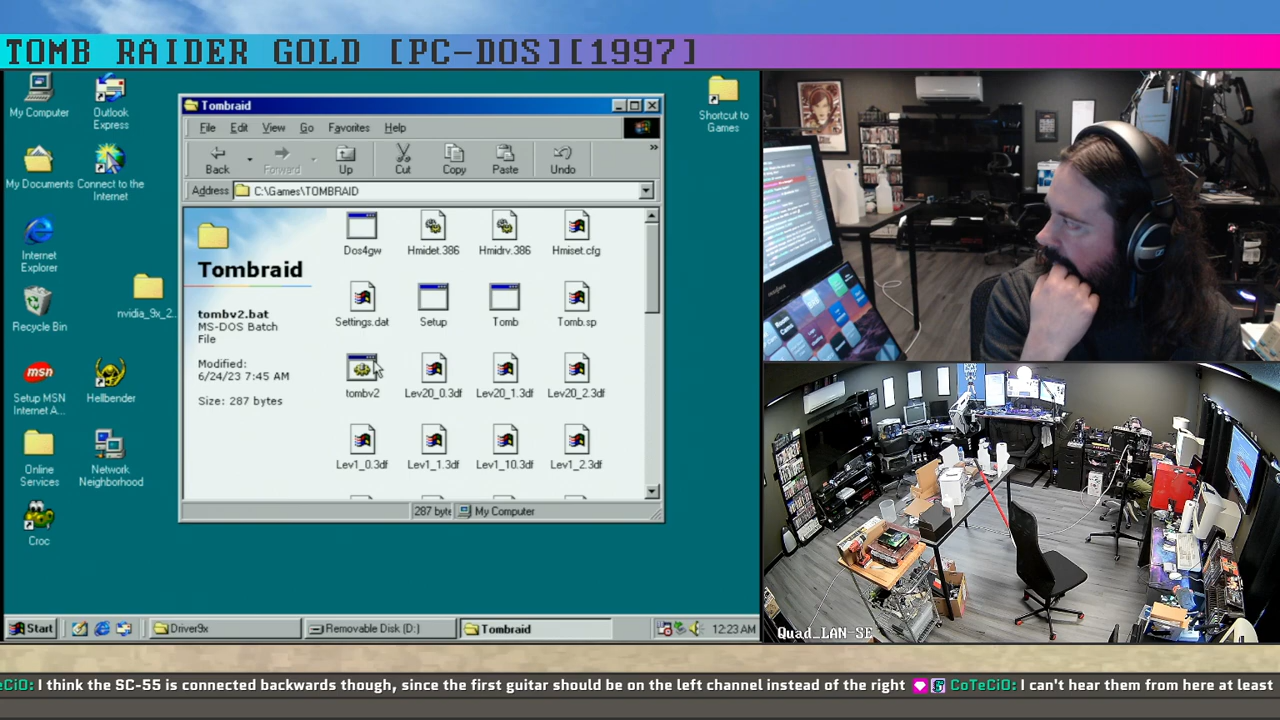 TOMB RAIDER GOLD [PC-DOS][1997]
My Computer
Outlook
Express
My Documents
Connect to the
Internet
Internet
Explorer
Recycle Bin
nvidia_9x_2...
Setup MSN
Internet A...
Hellbender
Online
Services
Network
Neighborhood
Croc
Shortcut to
Games
Tombraid
File Edit View Go Favorites Help
Back Forward Up Cut Copy Paste Undo »
Address C:\Games\TOMBRAID
Tombraid
tombv2.bat
MS-DOS Batch
File
Modified:
6/24/23 7:45 AM
Size: 287 bytes
Dos4gw Hmidet.386 Hmidrv.386 Hmiset.cfg
Settings.dat Setup Tomb Tomb.sp
tombv2 Lev20_0.3df Lev20_1.3df Lev20_2.3df
Lev1_0.3df Lev1_1.3df Lev1_10.3df Lev1_2.3df
287 byte My Computer
Start Driver9x Removable Disk (D:) Tombraid 12:23 AM
Quad_LAN-SE
eCiO: I think the SC-55 is connected backwards though, since the first guitar should be on the left channel instead of the right CoTeCiO: I can't hear them from here at least